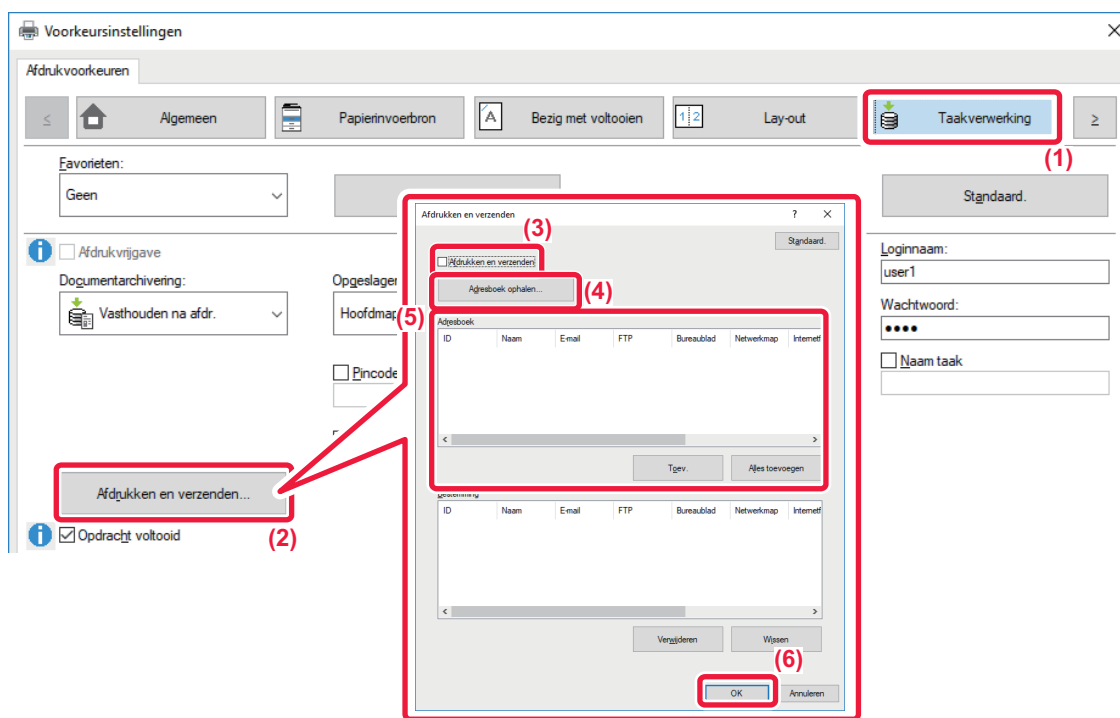 Voorkeursinstellingen
Afdrukvoorkeuren
< Algemeen Papierinvoerbron Bezig met voltooien Lay-out Taakverwerking >
(1)
Favorieten:
Geen
Standaard.
Afdrukvrijgave
Documentarchivering:
Vasthouden na afdr.
Opgeslagen
Hoofdmap
Pincode
Loginnaam:
user1
Wachtwoord:
••••
Naam taak
Afdrukken en verzenden...
(2)
Opdracht voltooid
Afdrukken en verzenden ? ×
(3)
Standaard.
Afdrukken en verzenden
Adresboek ophalen...
(4)
(5)
Adresboek
ID Naam E-mail FTP Bureaublad Netwerkmap Internetf
Toev. Alles toevoegen
Bestemming
ID Naam E-mail FTP Bureaublad Netwerkmap Internetf
Verwijderen Wissen
(6)
OK Annuleren